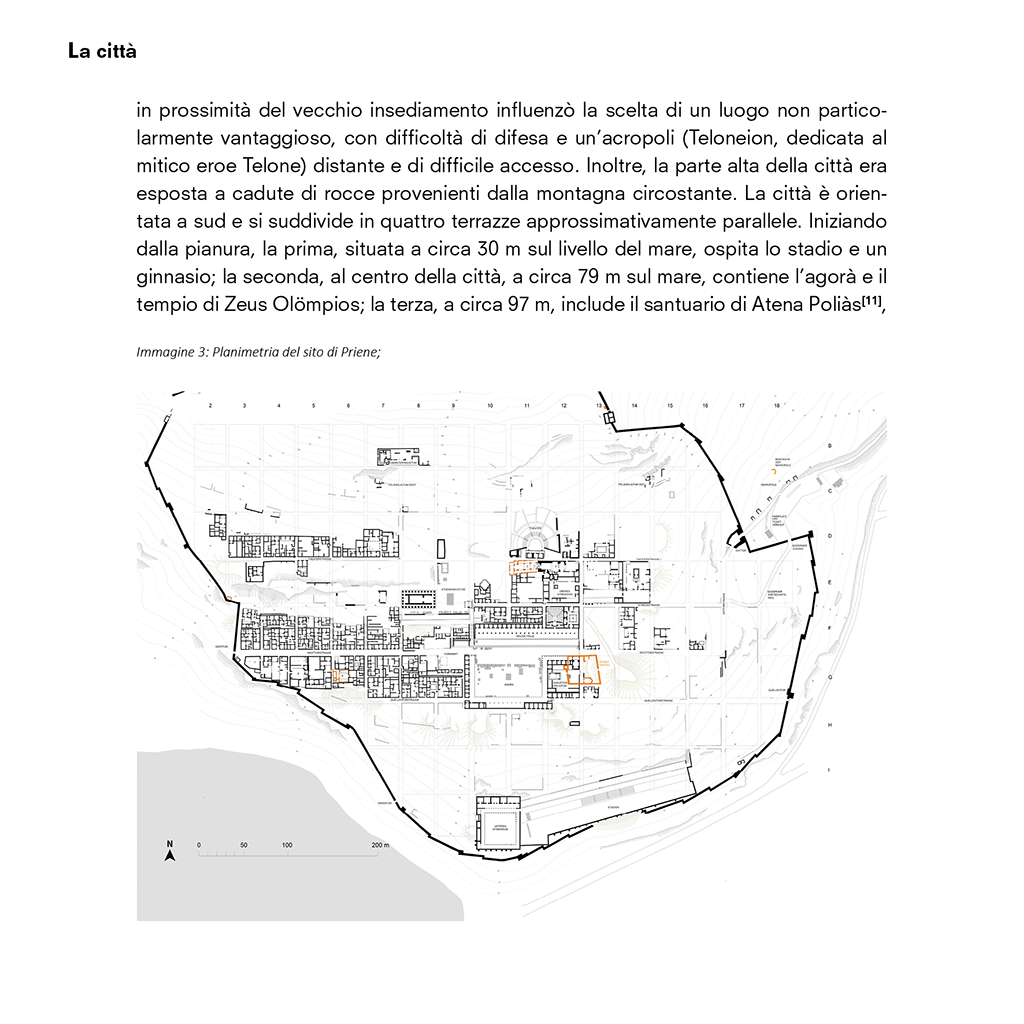 La città
in prossimità del vecchio insediamento influenzò la scelta di un luogo non partico-
larmente vantaggioso, con difficoltà di difesa e un’acropoli (Teloneion, dedicata al
mitico eroe Telone) distante e di difficile accesso. Inoltre, la parte alta della città era
esposta a cadute di rocce provenienti dalla montagna circostante. La città è orien-
tata a sud e si suddivide in quattro terrazze approssimativamente parallele. Iniziando
dalla pianura, la prima, situata a circa 30 m sul livello del mare, ospita lo stadio e un
ginnasio; la seconda, al centro della città, a circa 79 m sul mare, contiene l’agorà e il
tempio di Zeus Olömpios; la terza, a circa 97 m, include il santuario di Atena Poliàs[11],
Immagine 3: Planimetria del sito di Priene;
2 3 4 5 6 7 8 9 10 11 12 13 14 15 16 17 18
B
C
D
E
F
G
H
I
THEATER
AGORA
STADION
UNTERES
GYMNASIUM
N
0 50 100 200 m